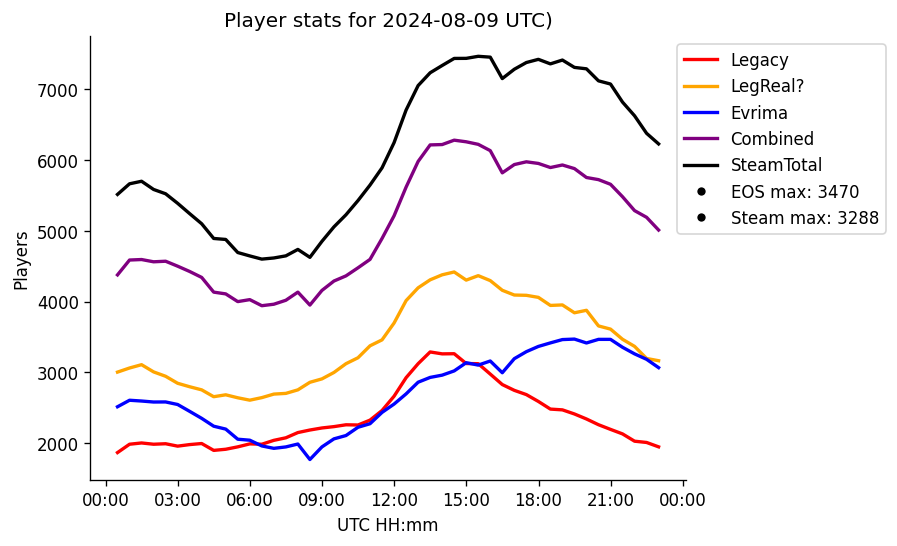 Player stats for 2024-08-09 UTC)
Players
7000
6000
5000
4000
3000
2000
00:00 03:00 06:00 09:00 12:00 15:00 18:00 21:00 00:00
UTC HH:mm
Legacy
LegReal?
Evrima
Combined
SteamTotal
EOS max: 3470
Steam max: 3288